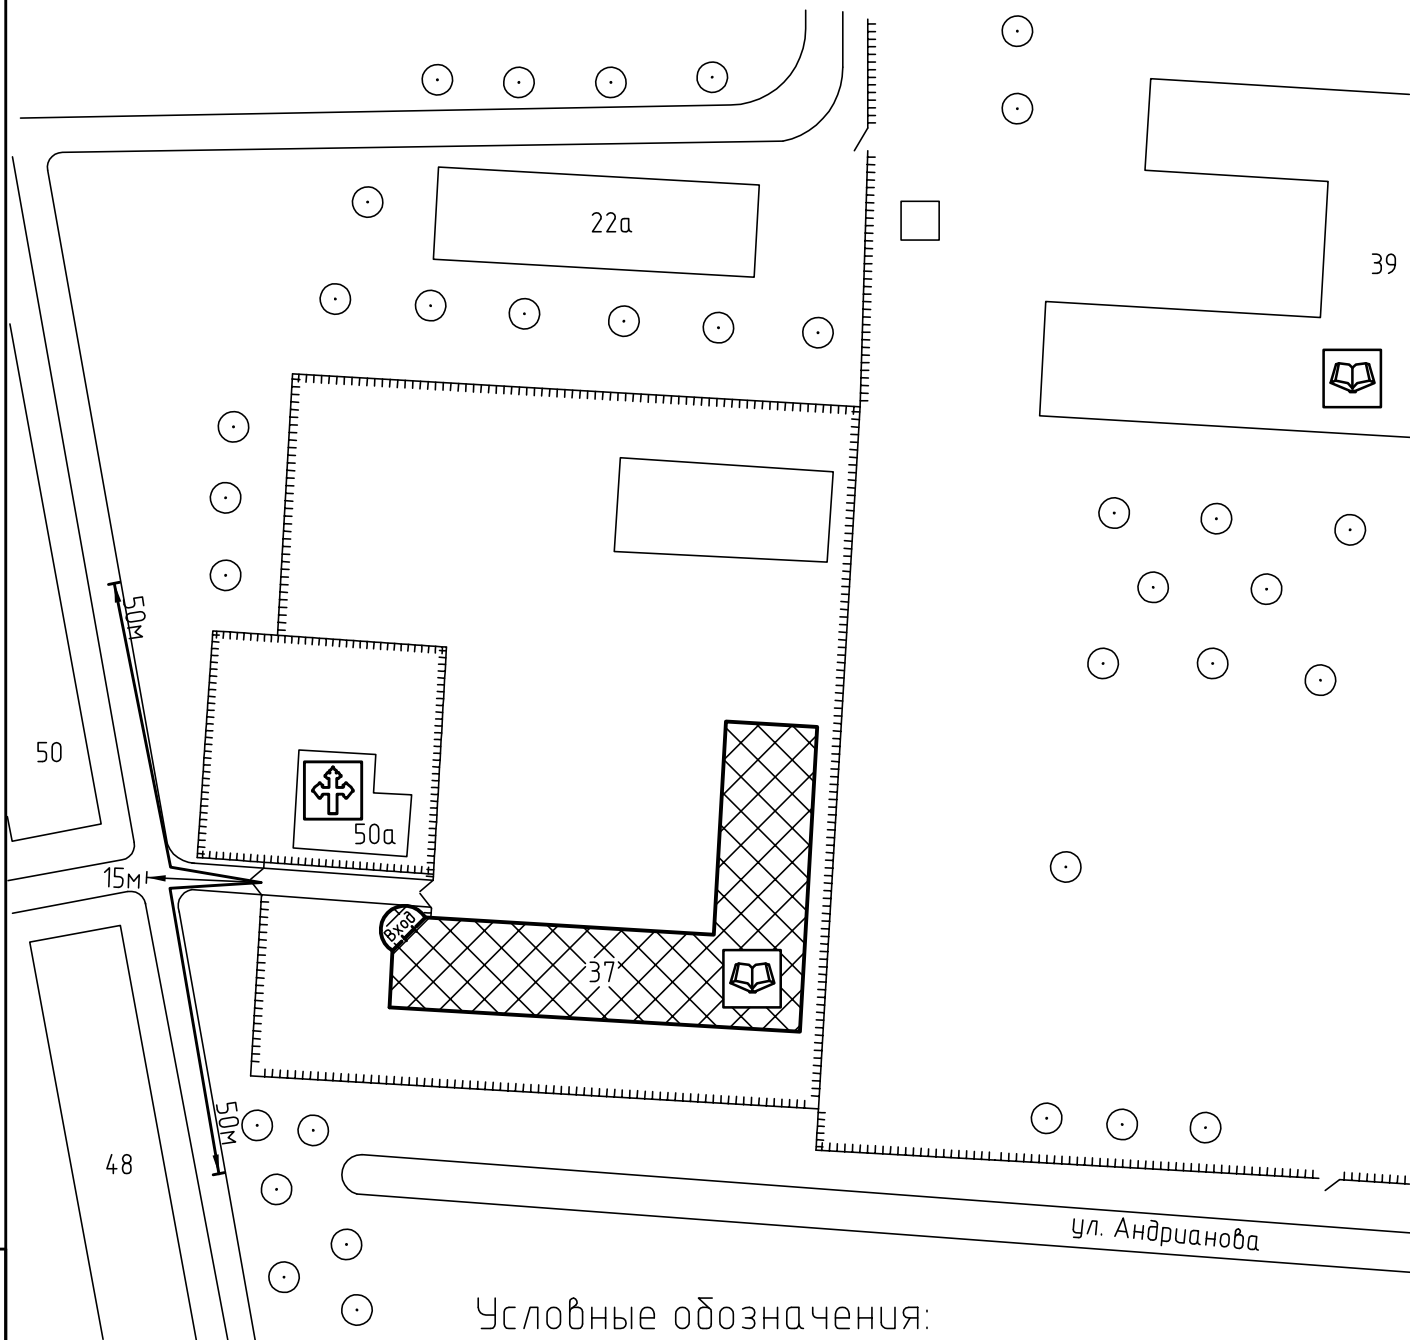 22а
39
50м
50
50а
15м
Вход
37
50м
48
ул. Андрианова
Условные обозначения: